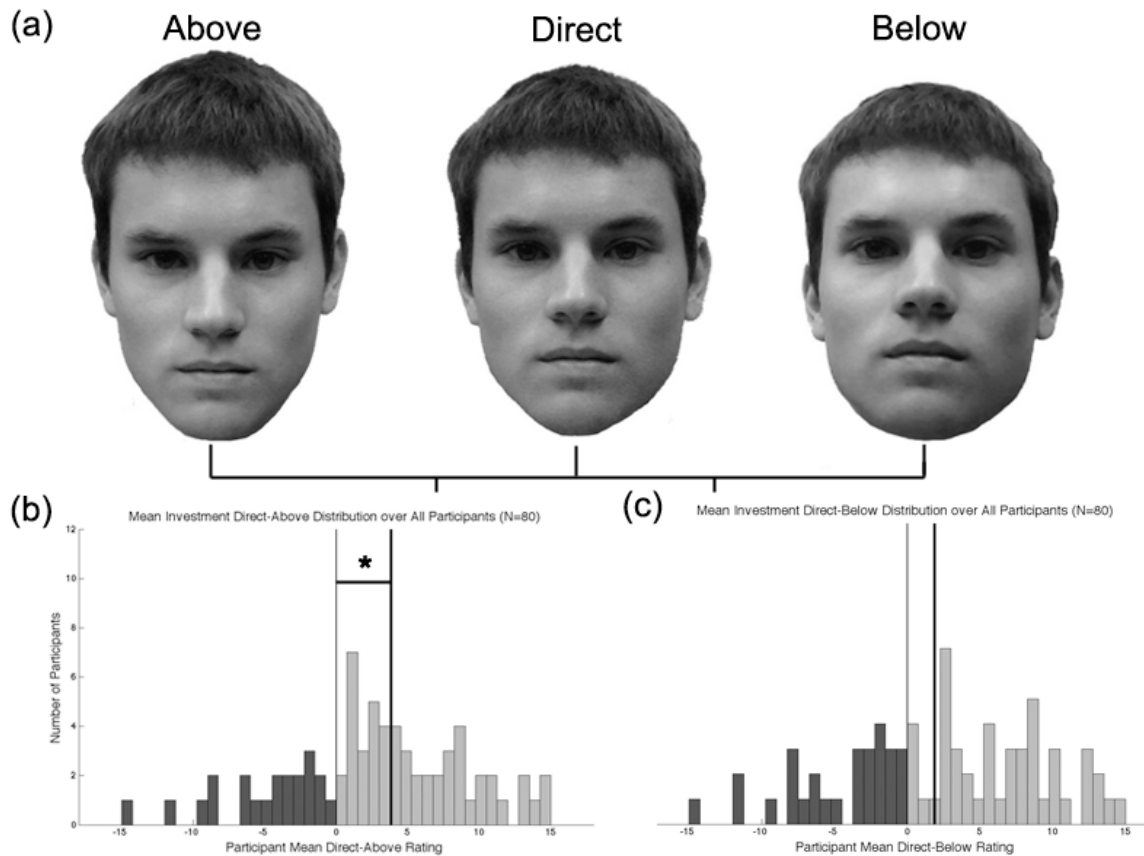 (a)
Above Direct Below
(b)
Mean Investment Direct-Above Distribution over All Participants (N=80)
12
10
8
6
4
2
0
Number of Participants
*
-15 -10 -5 0 5 10 15
Participant Mean Direct-Above Rating
(c)
Mean Investment Direct-Below Distribution over All Participants (N=80)
-15 -10 -5 0 5 10 15
Participant Mean Direct-Below Rating